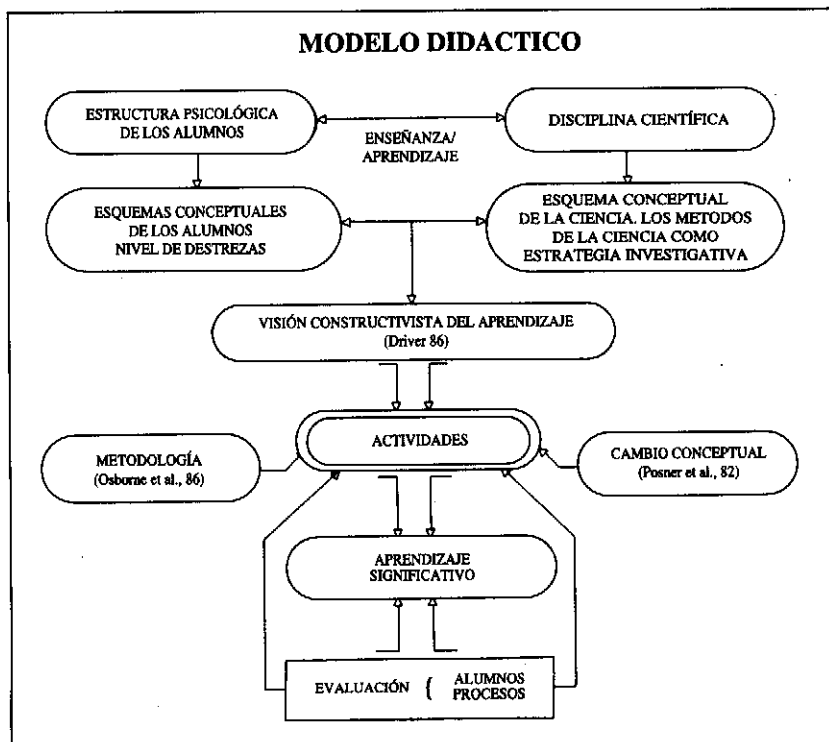 MODELO DIDACTICO
ESTRUCTURA PSICOLÓGICA
DE LOS ALUMNOS
ENSEÑANZA/
APRENDIZAJE
DISCIPLINA CIENTÍFICA
ESQUEMAS CONCEPTUALES
DE LOS ALUMNOS
NIVEL DE DESTREZAS
ESQUEMA CONCEPTUAL
DE LA CIENCIA. LOS METODOS
DE LA CIENCIA COMO
ESTRATEGIA INVESTIGATIVA
VISIÓN CONSTRUCTIVISTA DEL APRENDIZAJE
(Driver 86)
ACTIVIDADES
METODOLOGÍA
(Osborne et al., 86)
CAMBIO CONCEPTUAL
(Posner et al., 82)
APRENDIZAJE
SIGNIFICATIVO
EVALUACIÓN { ALUMNOS
PROCESOS